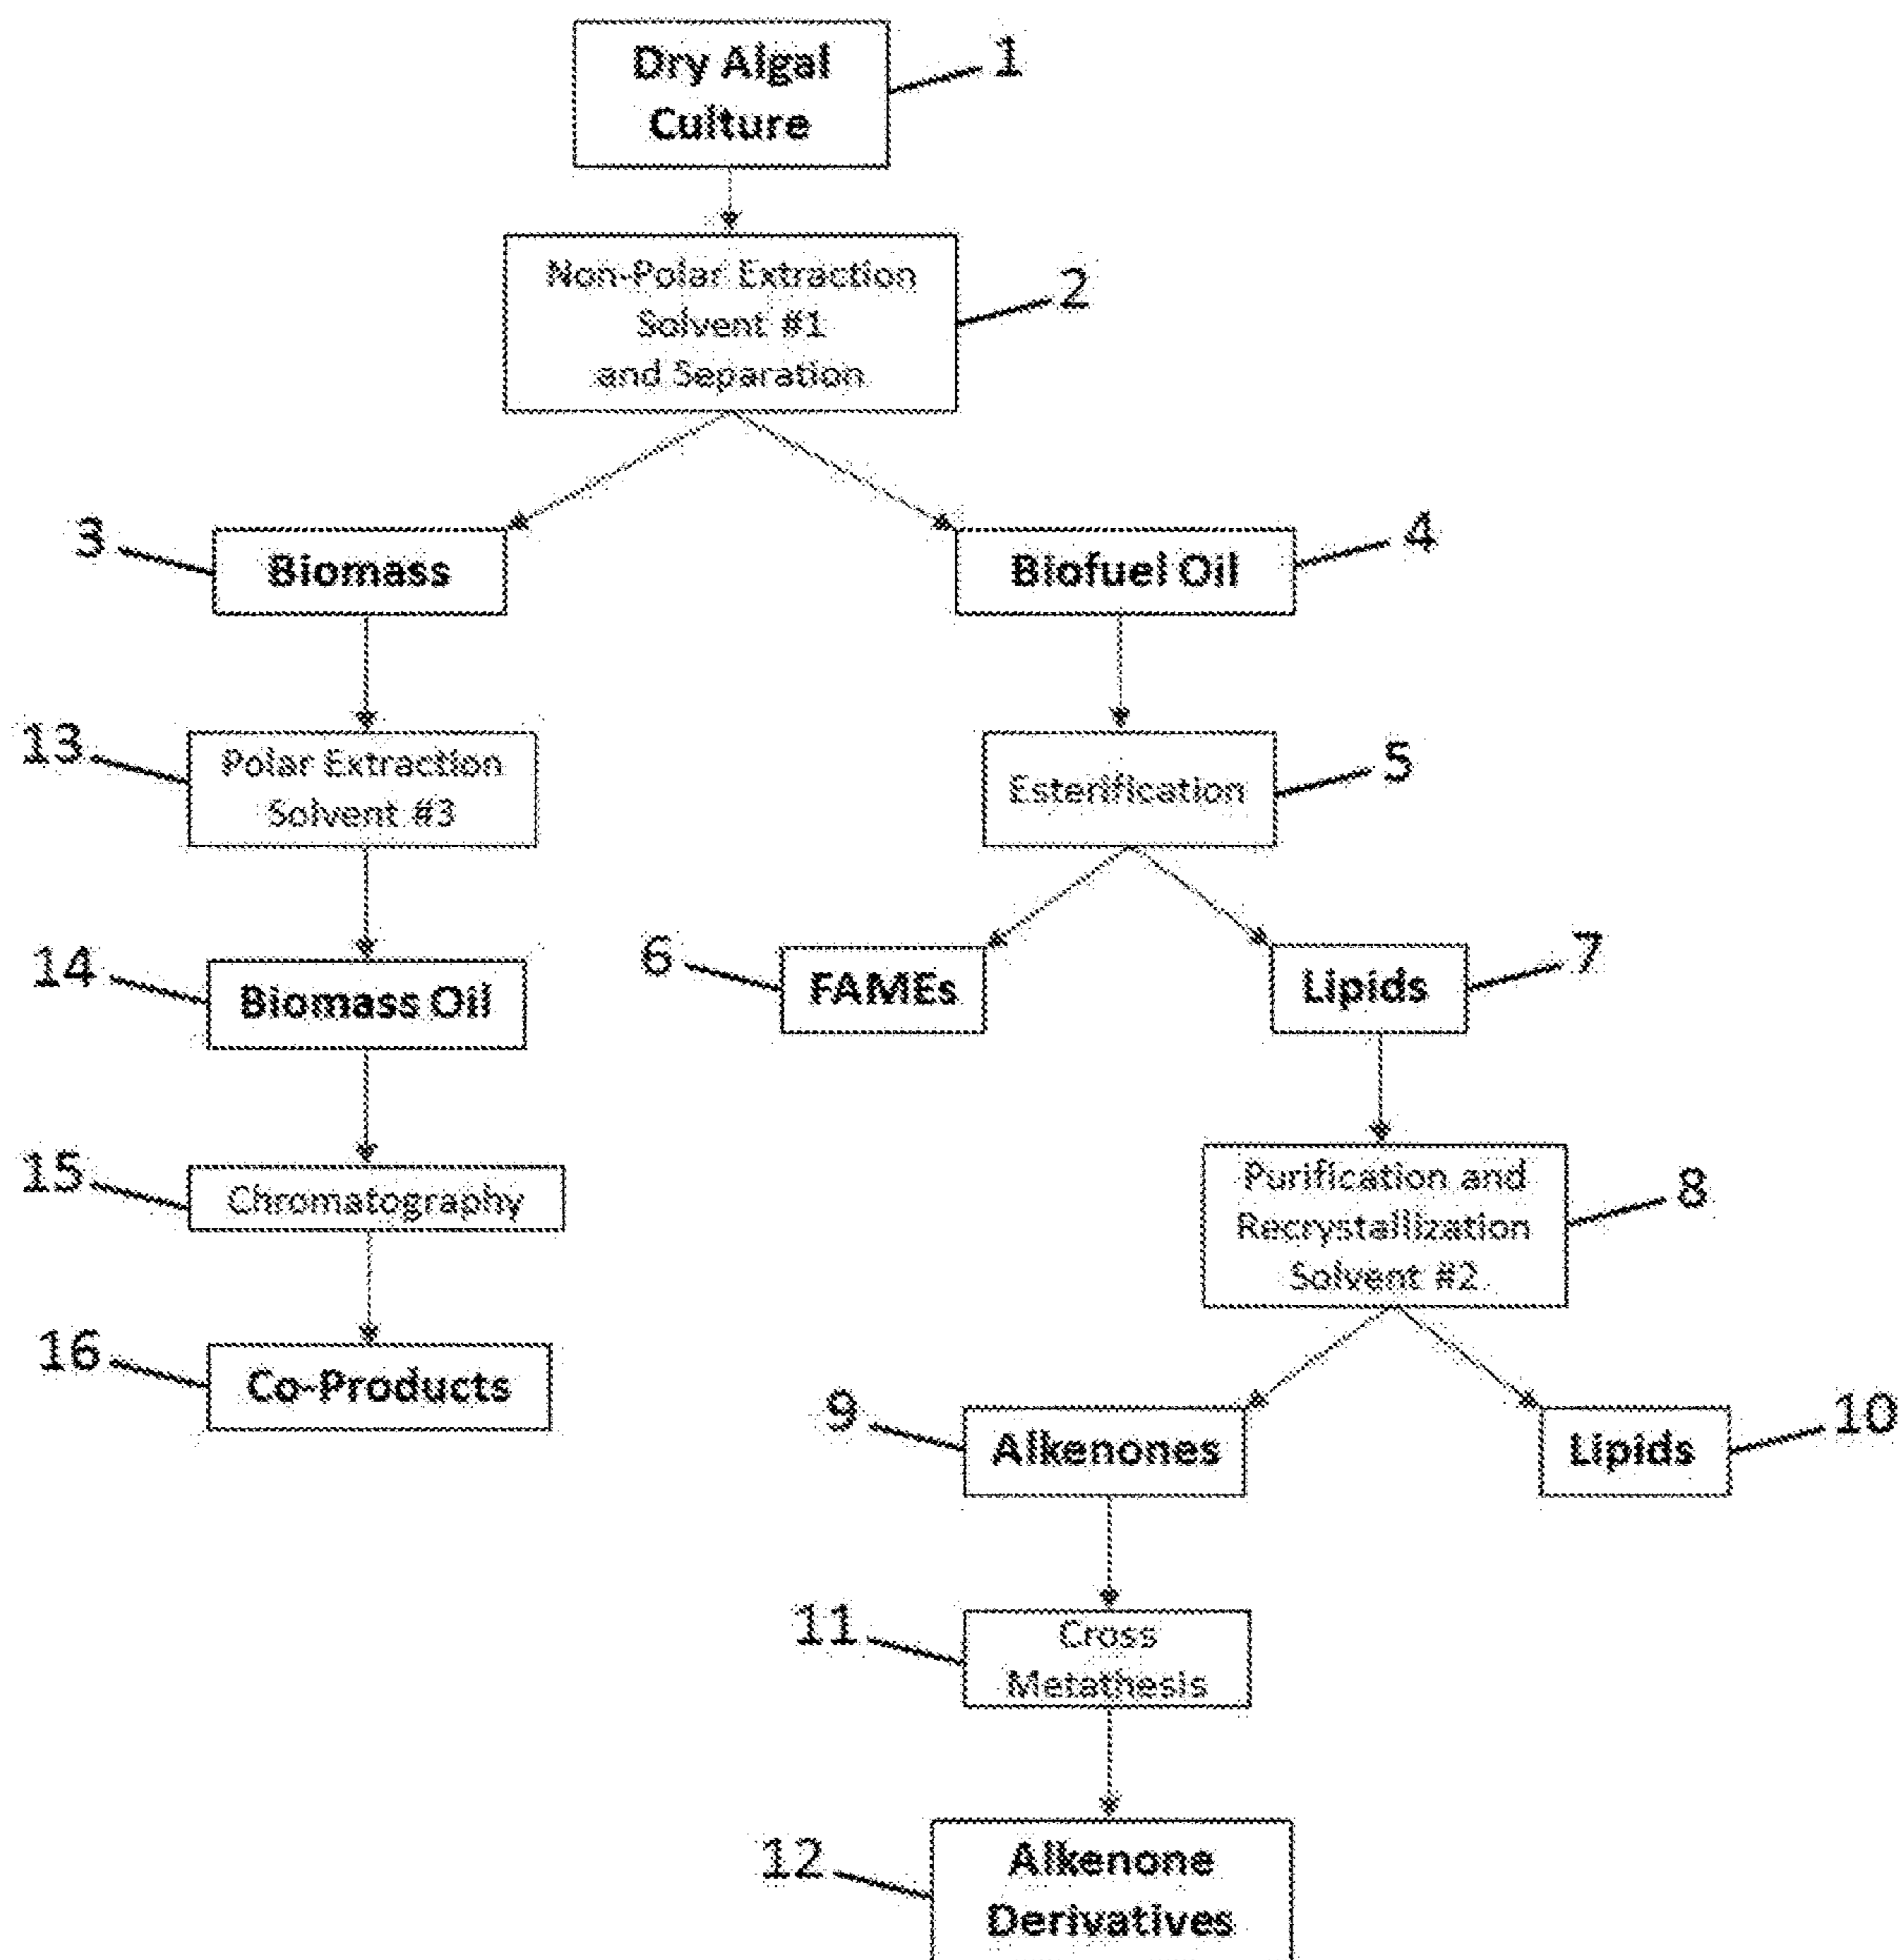 Dry Algal
Culture
1
Non-Polar Extraction
Solvent #1
and Separation
2
3
Biomass
Biofuel Oil
4
13
Polar Extraction
Solvent #3
Esterification
5
14
Biomass Oil
6
FAMEs
Lipids
7
15
Chromatography
Purification and
Recrystallization
Solvent #2
8
16
Co-Products
9
Alkenones
Lipids
10
11
Cross
Metathesis
12
Alkenone
Derivatives